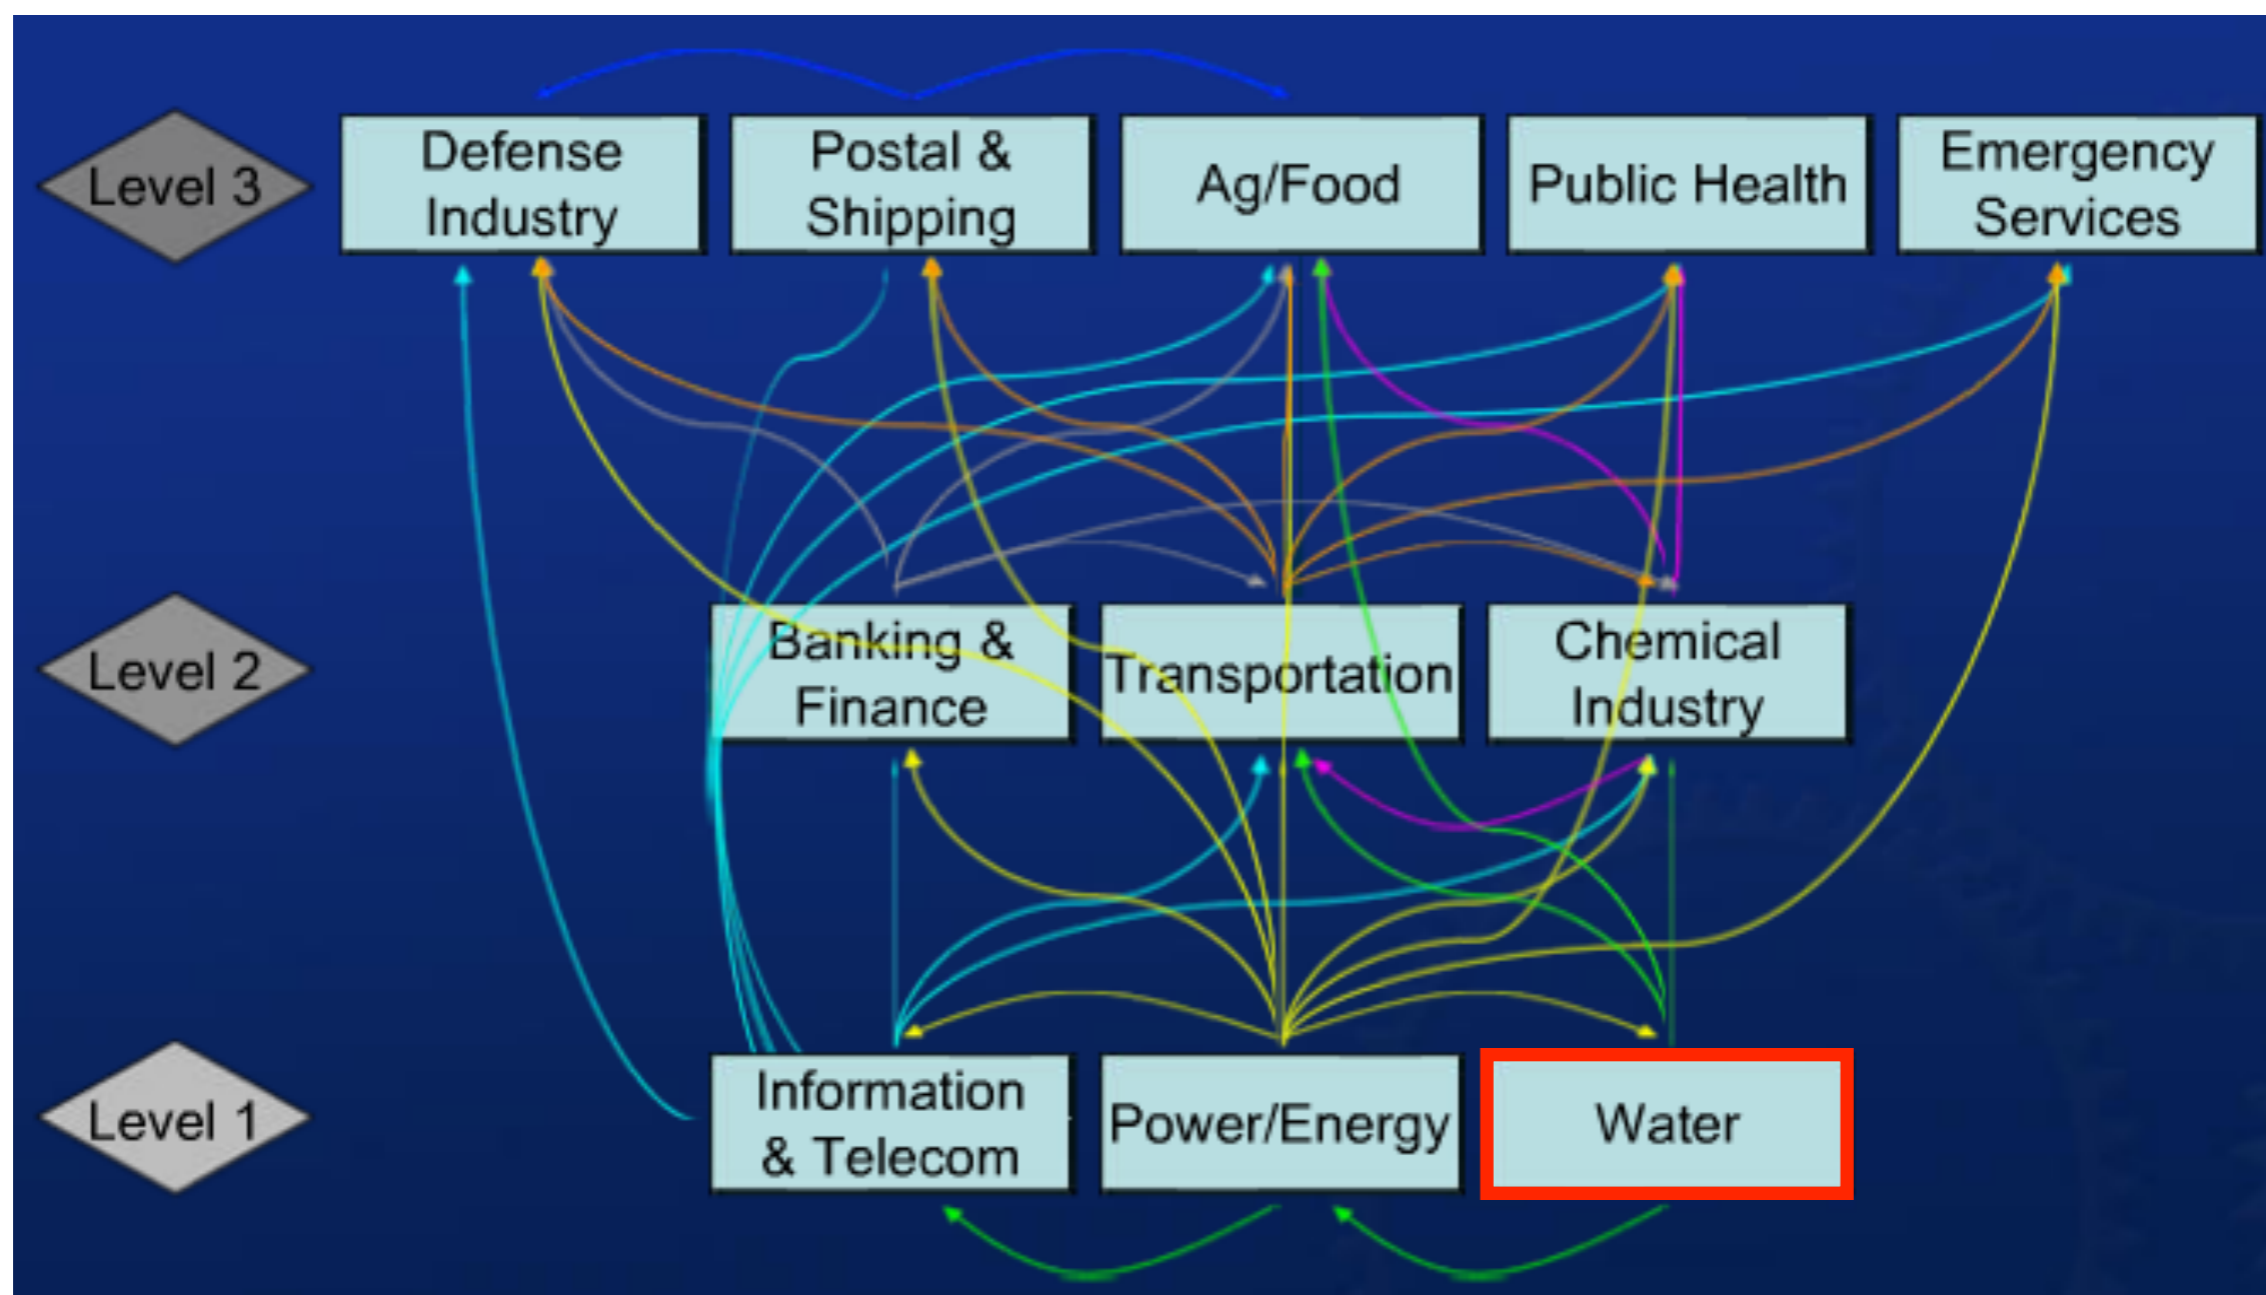 Level 3
Defense
Industry
Postal &
Shipping
Ag/Food
Public Health
Emergency
Services
Level 2
Banking &
Finance
Transportation
Chemical
Industry
Level 1
Information
& Telecom
Power/Energy
Water